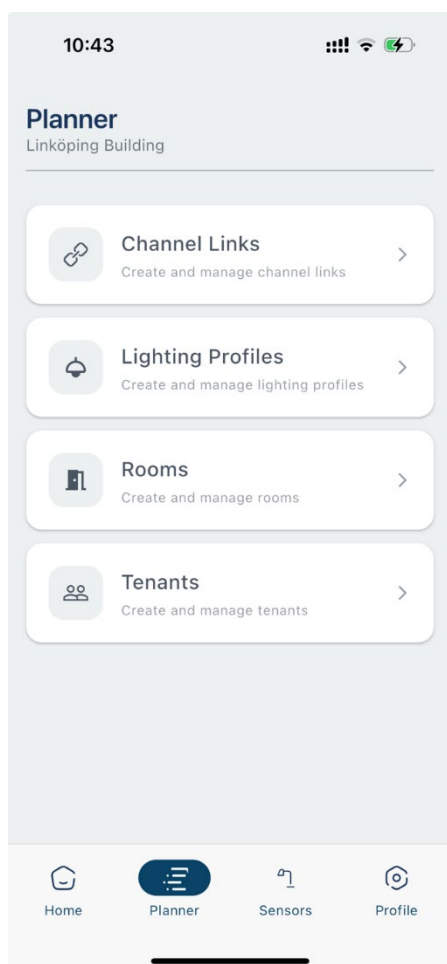 10:43
Planner
Linköping Building
Channel Links
Create and manage channel links
Lighting Profiles
Create and manage lighting profiles
Rooms
Create and manage rooms
Tenants
Create and manage tenants
Home
Planner
Sensors
Profile